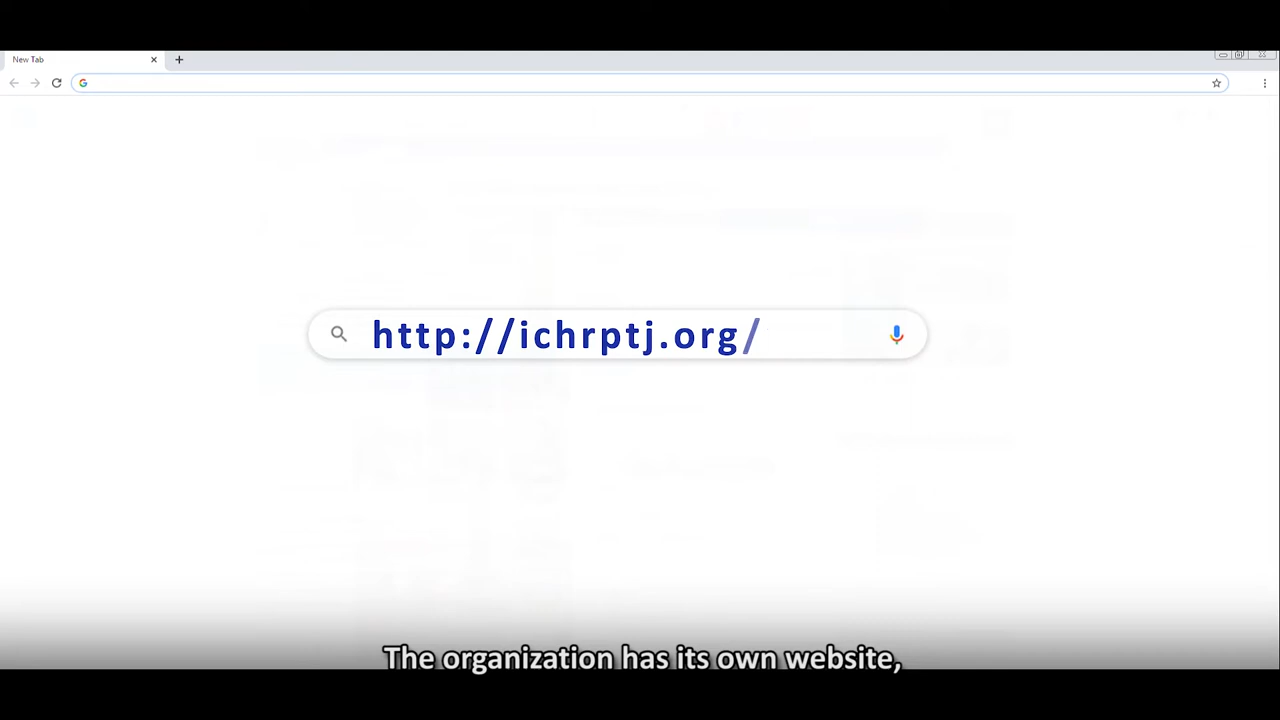 New Tab
http://ichrptj.org/
The organization has its own website,